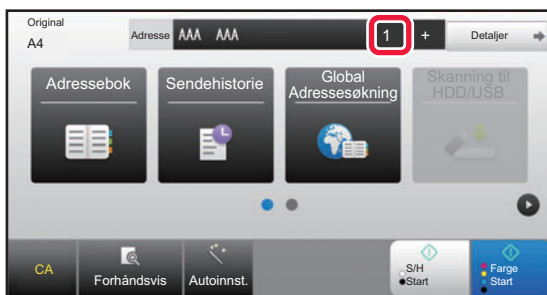 Original
A4
Adresse AAA AAA 1 + Detaljer
Adressebok
Sendehistorie
Global
Adressesøkning
Skanning til
HDD/USB
CA
Forhåndsvis
Autoinnst.
S/H
Start
Farge
Start